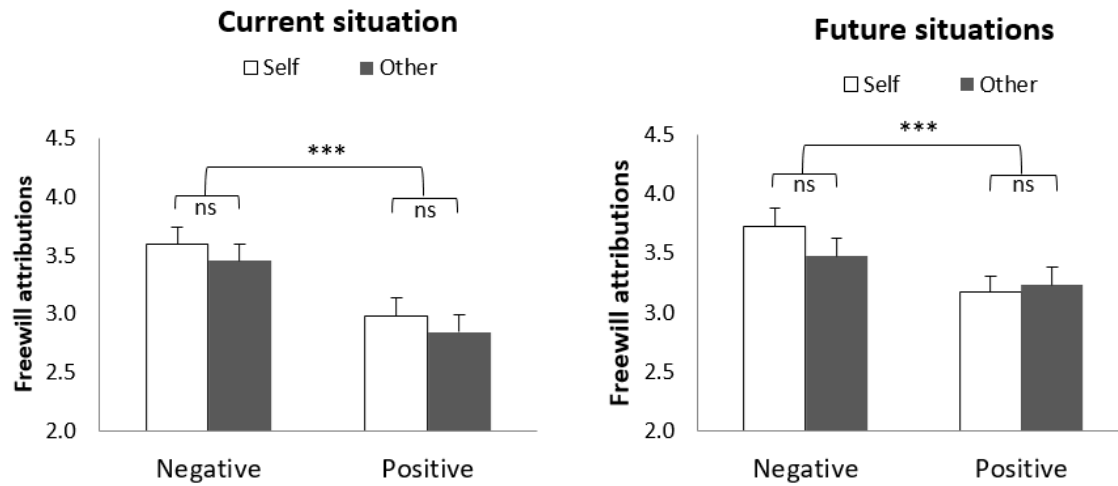 Current situation
Self Other
Freewill attributions
4.5
4.0
3.5
3.0
2.5
2.0
***
ns
ns
Negative Positive
Future situations
Self Other
Freewill attributions
4.5
4.0
3.5
3.0
2.5
2.0
***
ns
ns
Negative Positive